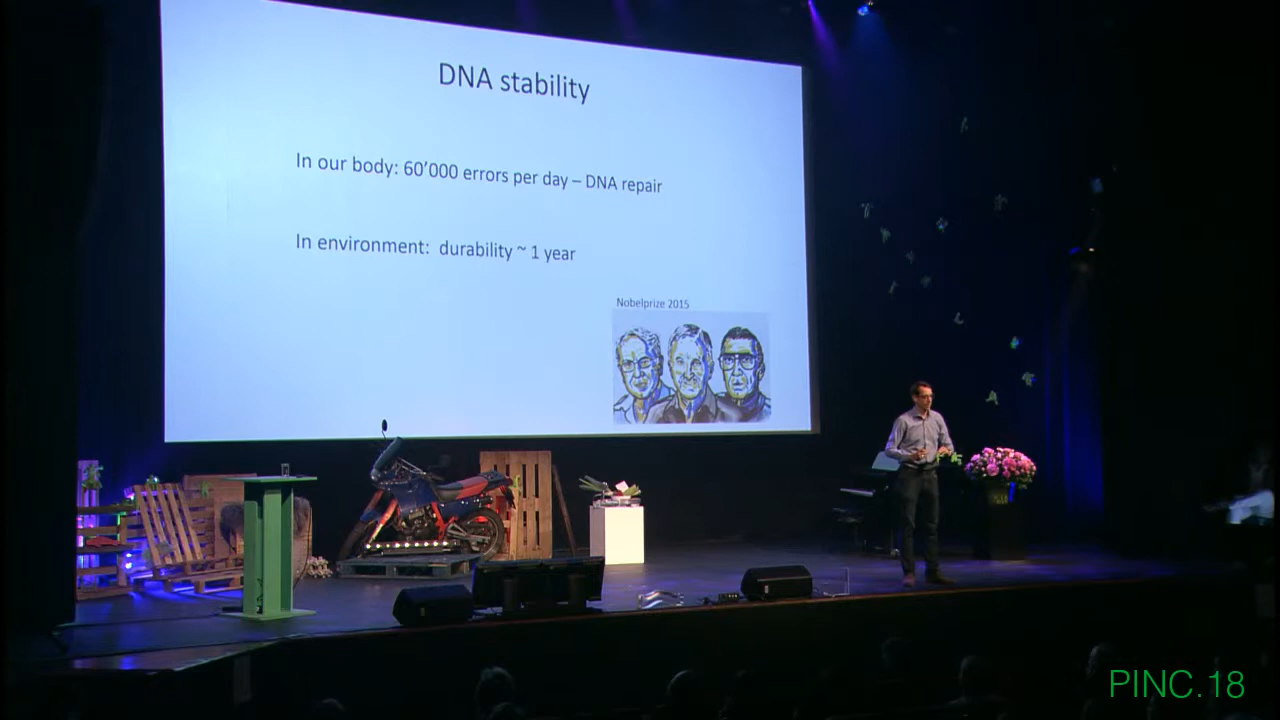 DNA stability
In our body: 60’000 errors per day – DNA repair
In environment: durability ~ 1 year
Nobelprize 2015
PINC.18